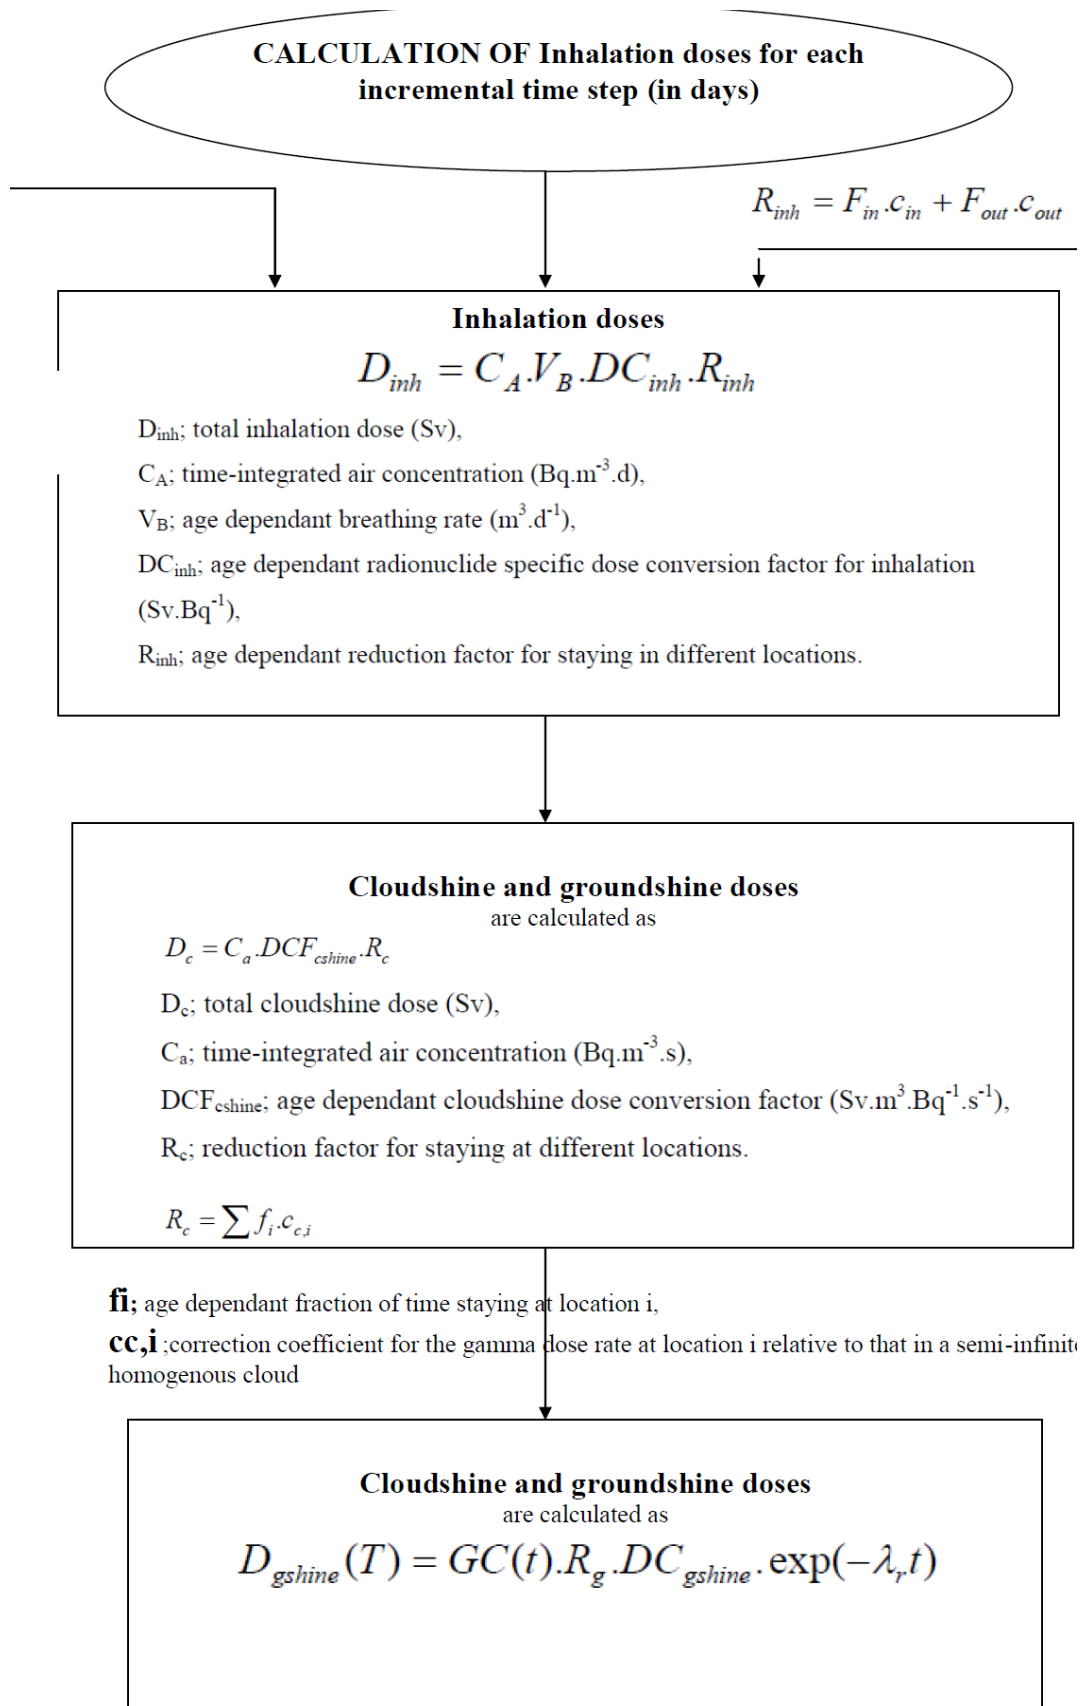 CALCULATION OF Inhalation doses for each
incremental time step (in days)
R_inh = F_in.c_in + F_out.c_out
Inhalation doses
D_inh = C_A.V_B.DC_inh.R_inh
D_inh; total inhalation dose (Sv),
C_A; time-integrated air concentration (Bq.m^-3.d),
V_B; age dependant breathing rate (m^3.d^-1),
DC_inh; age dependant radionuclide specific dose conversion factor for inhalation
(Sv.Bq^-1),
R_inh; age dependant reduction factor for staying in different locations.
Cloudshine and groundshine doses
are calculated as
D_c = C_a.DCF_cshine.R_c
D_c; total cloudshine dose (Sv),
C_a; time-integrated air concentration (Bq.m^-3.s),
DCF_cshine; age dependant cloudshine dose conversion factor (Sv.m^3.Bq^-1.s^-1),
R_c; reduction factor for staying at different locations.
R_c = ∑ f_i.c_c,i
fi; age dependant fraction of time staying at location i,
cc,i ;correction coefficient for the gamma dose rate at location i relative to that in a semi-infinite
homogenous cloud
Cloudshine and groundshine doses
are calculated as
D_gshine(T) = GC(t).R_g.DC_gshine.exp(−λ_r t)